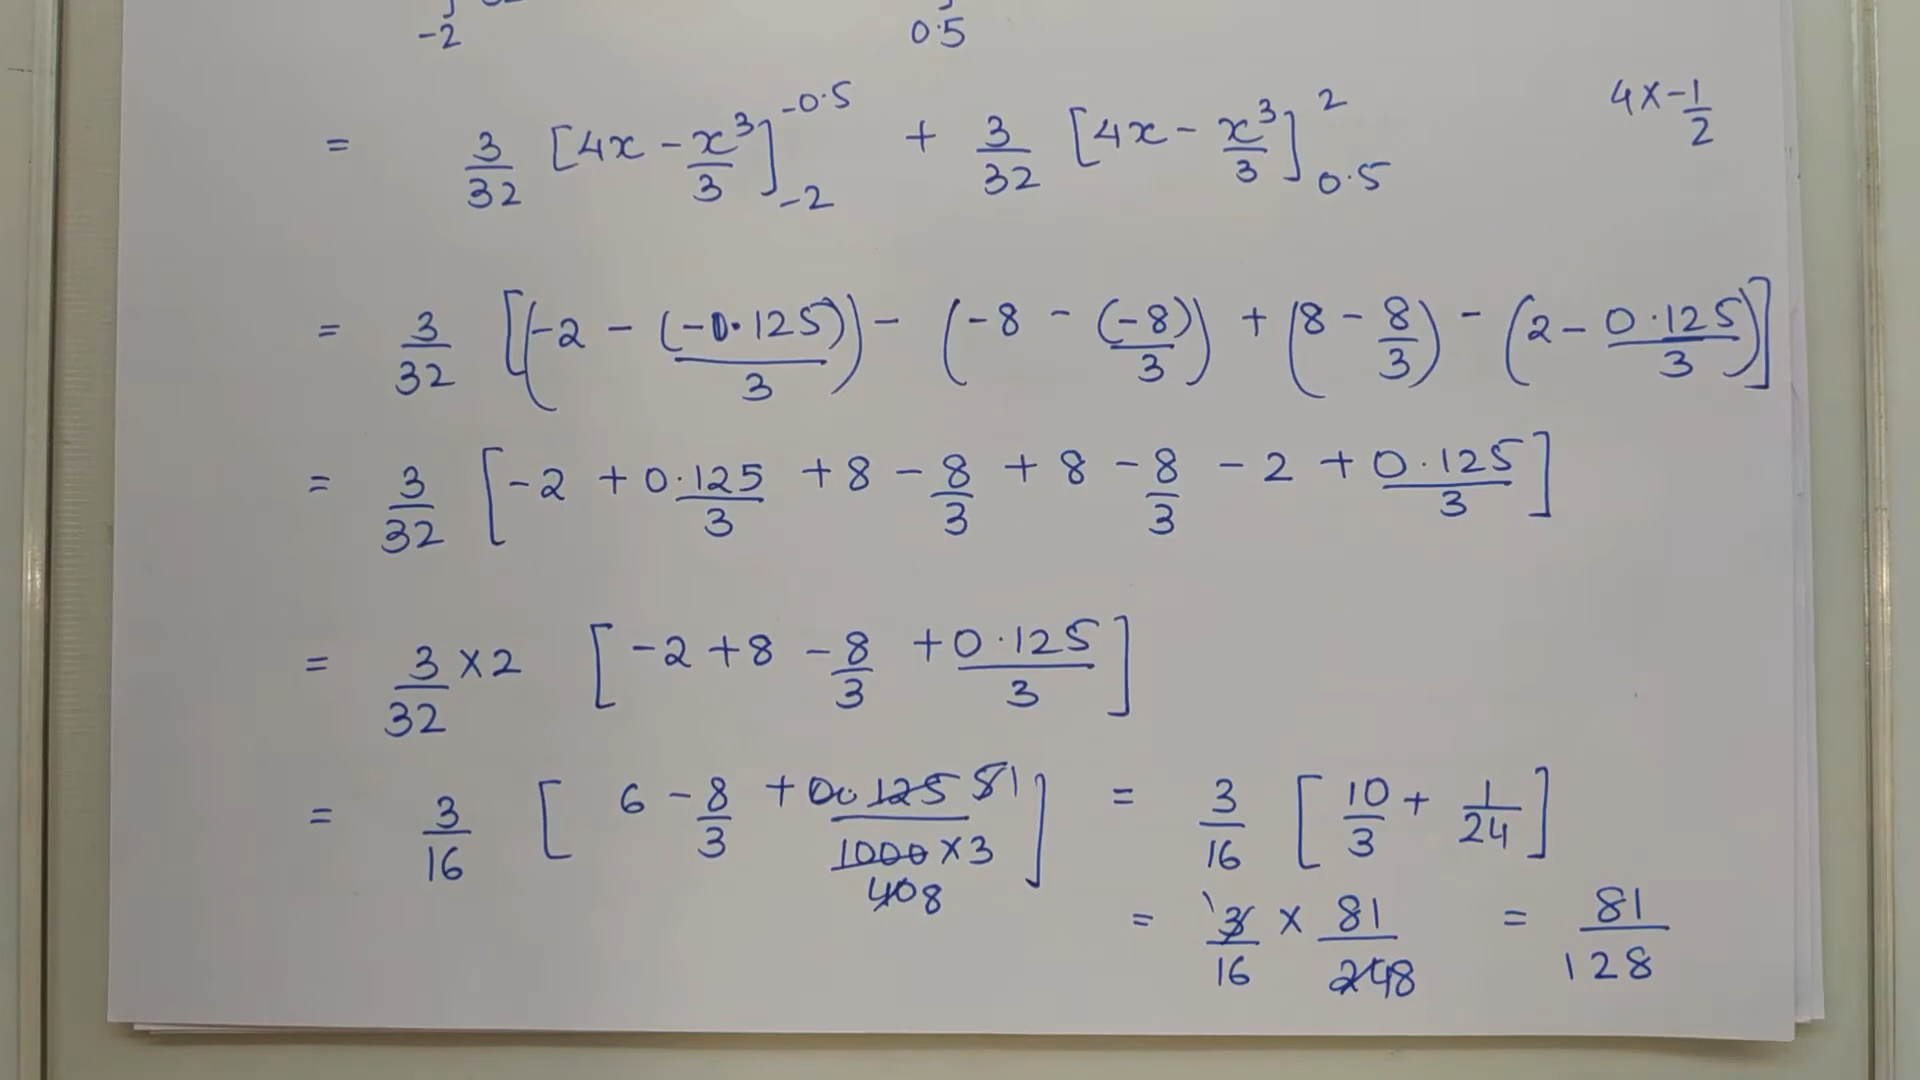 -2 0.5
= 3/32 [4x - x³/3]_-2^-0.5 + 3/32 [4x - x³/3]_0.5^2 4x-1/2
= 3/32 [(-2 - (-0.125)/3) - (-8 - (-8)/3) + (8 - 8/3) - (2 - 0.125/3)]
= 3/32 [-2 + 0.125/3 + 8 - 8/3 + 8 - 8/3 - 2 + 0.125/3]
= 3/32 × 2 [-2 + 8 - 8/3 + 0.125/3]
= 3/16 [6 - 8/3 + 0.125 51/1000 × 3 408] = 3/16 [10/3 + 1/24]
= 1 3/16 × 81/248 = 81/128